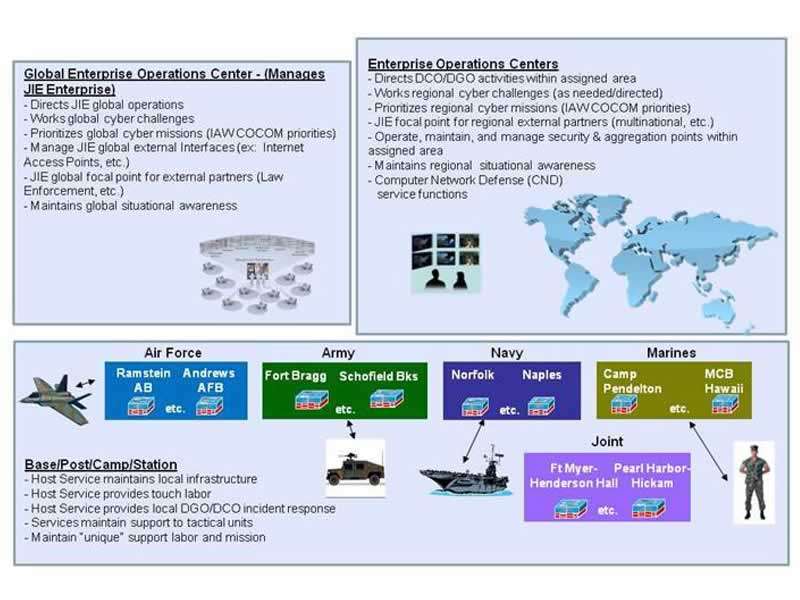 Global Enterprise Operations Center - (Manages
JIE Enterprise)
- Directs JIE global operations
- Works global cyber challenges
- Prioritizes global cyber missions (IAW COCOM priorities)
- Manage JIE global external Interfaces (ex: Internet
Access Points, etc.)
- JIE global focal point for external partners (Law
Enforcement, etc.)
- Maintains global situational awareness
Enterprise Operations Centers
- Directs DCO/DGO activities within assigned area
- Works regional cyber challenges (as needed/directed)
- Prioritizes regional cyber missions (IAW COCOM priorities)
- JIE focal point for regional external partners (multinational, etc.)
- Operate, maintain, and manage security & aggregation points within
assigned area
- Maintains regional situational awareness
- Computer Network Defense (CND)
service functions
Air Force
Ramstein AB
Andrews AFB
etc.
Army
Fort Bragg
Schofield Bks
etc.
Navy
Norfolk
Naples
etc.
Marines
Camp Pendelton
MCB Hawaii
etc.
Joint
Ft Myer-
Henderson Hall
Pearl Harbor-
Hickam
etc.
Base/Post/Camp/Station
- Host Service maintains local infrastructure
- Host Service provides touch labor
- Host Service provides local DGO/DCO incident response
- Services maintain support to tactical units
- Maintain "unique" support labor and mission